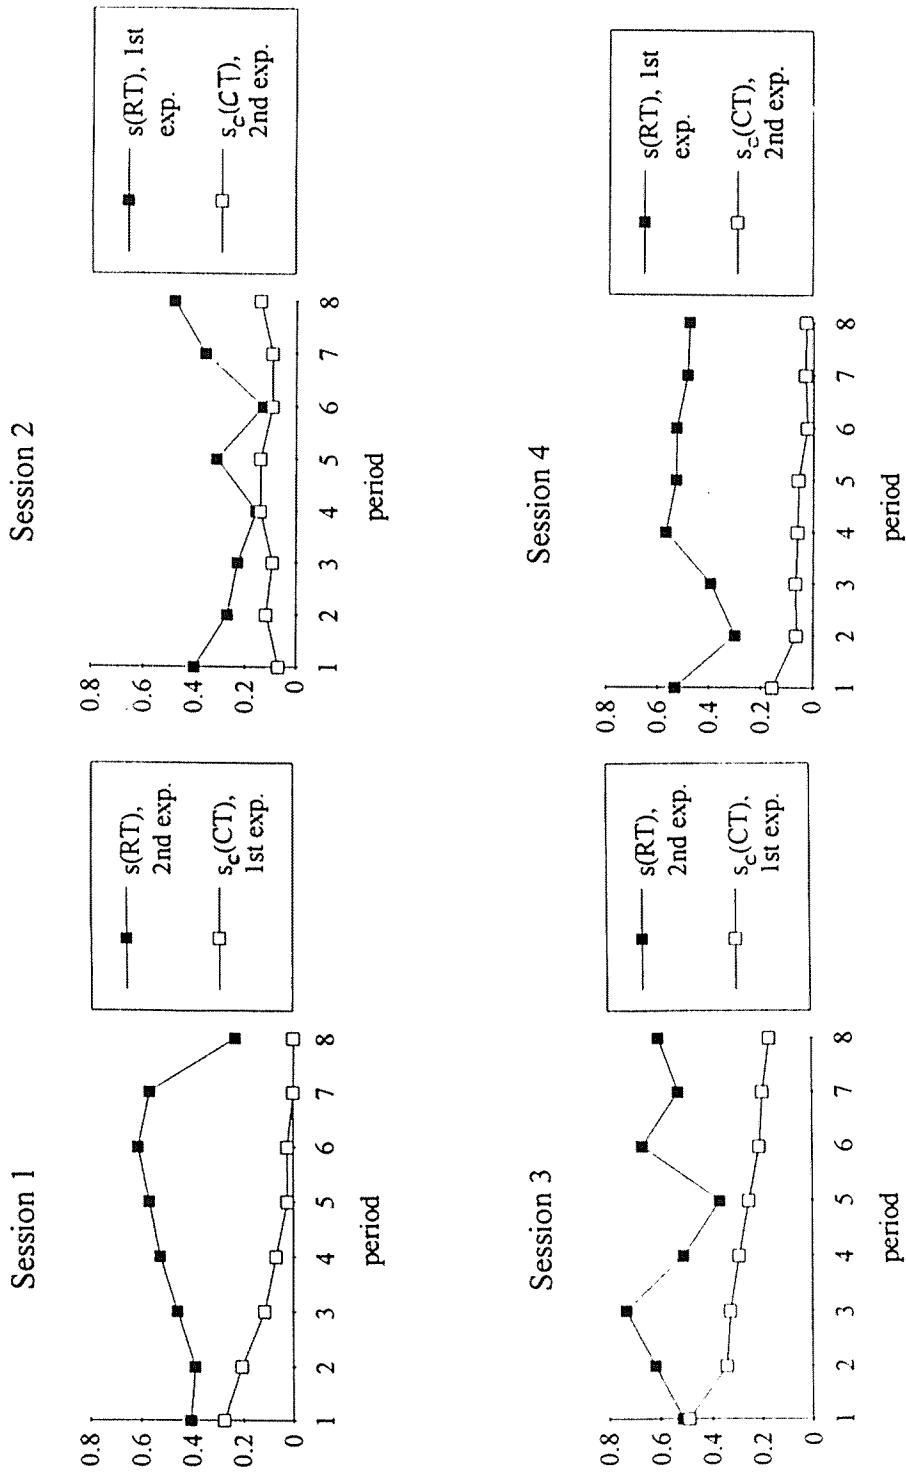 Session 1
0.8
0.6
0.4
0.2
0
1 2 3 4 5 6 7 8
period
s(RT),
2nd exp.
s_c(CT),
1st exp.
Session 2
0.8
0.6
0.4
0.2
0
1 2 3 4 5 6 7 8
period
s(RT), 1st
exp.
s_c(CT),
2nd exp.
Session 3
0.8
0.6
0.4
0.2
0
1 2 3 4 5 6 7 8
period
s(RT),
2nd exp.
s_c(CT),
1st exp.
Session 4
0.8
0.6
0.4
0.2
0
1 2 3 4 5 6 7 8
period
s(RT), 1st
exp.
s_c(CT),
2nd exp.